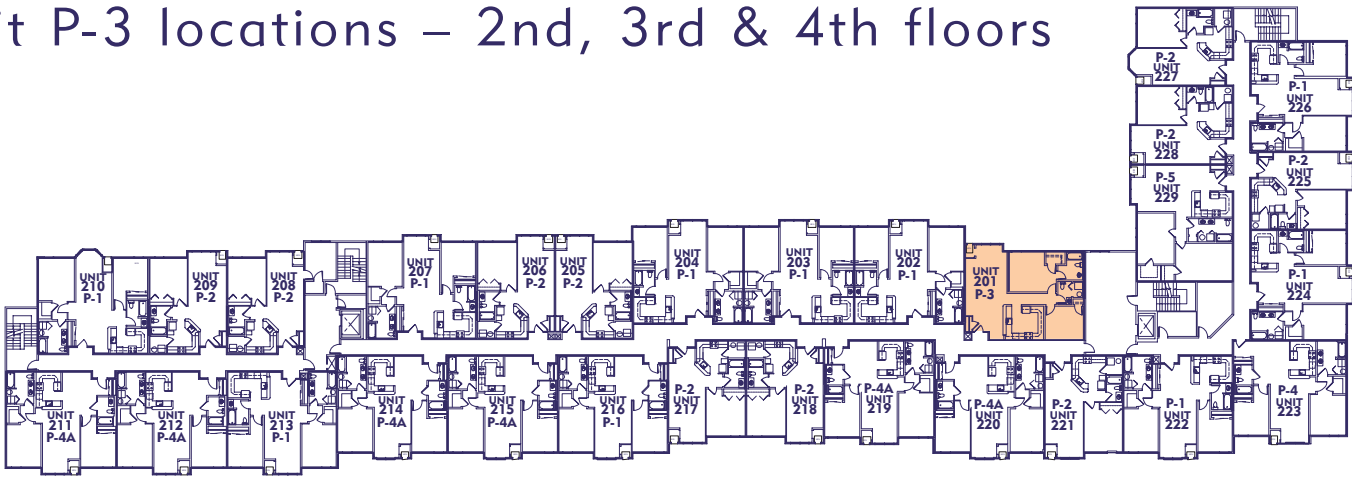 it P-3 locations – 2nd, 3rd & 4th floors
P-2
UNIT
227
P-1
UNIT
226
P-2
UNIT
228
P-2
UNIT
225
P-5
UNIT
229
P-1
UNIT
224
UNIT
210
P-1
UNIT
209
P-2
UNIT
208
P-2
UNIT
207
P-1
UNIT
206
P-2
UNIT
205
P-2
UNIT
204
P-1
UNIT
203
P-1
UNIT
202
P-1
UNIT
201
P-3
UNIT
211
P-4A
UNIT
212
P-4A
UNIT
213
P-1
UNIT
214
P-4A
UNIT
215
P-4A
UNIT
216
P-1
P-2
UNIT
217
P-2
UNIT
218
P-4A
UNIT
219
P-4A
UNIT
220
P-2
UNIT
221
P-1
UNIT
222
P-4
UNIT
223